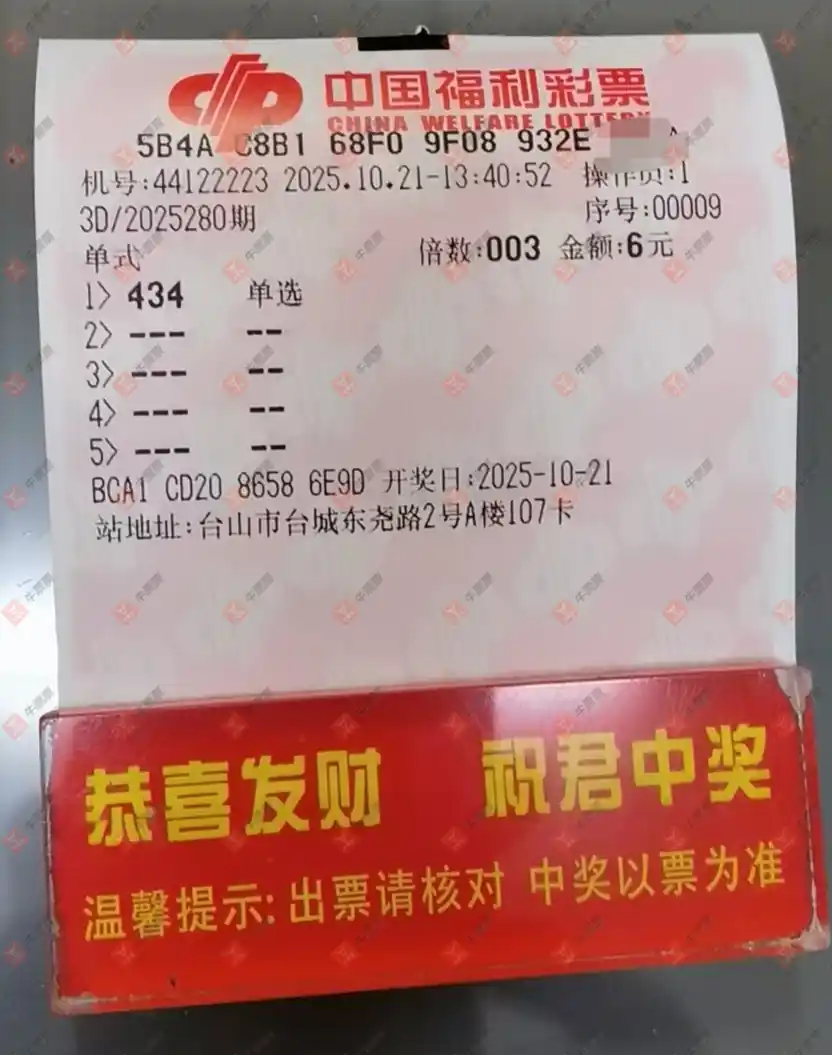 中国福利彩票
CHINA WELFARE LOTTERY
5B4A C8B1 68F0 9F08 932E
机号:44122223 2025.10.21-13:40:52 操作员:1
3D/2025280期 序号:00009
单式 倍数:003 金额:6元
1> 434 单选
2> --- --
3> --- --
4> --- --
5> --- --
BCA1 CD20 8658 6E9D 开奖日:2025-10-21
站地址:台山市台城东尧路2号A楼107卡
恭喜发财 祝君中奖
温馨提示:出票请核对 中奖以票为准